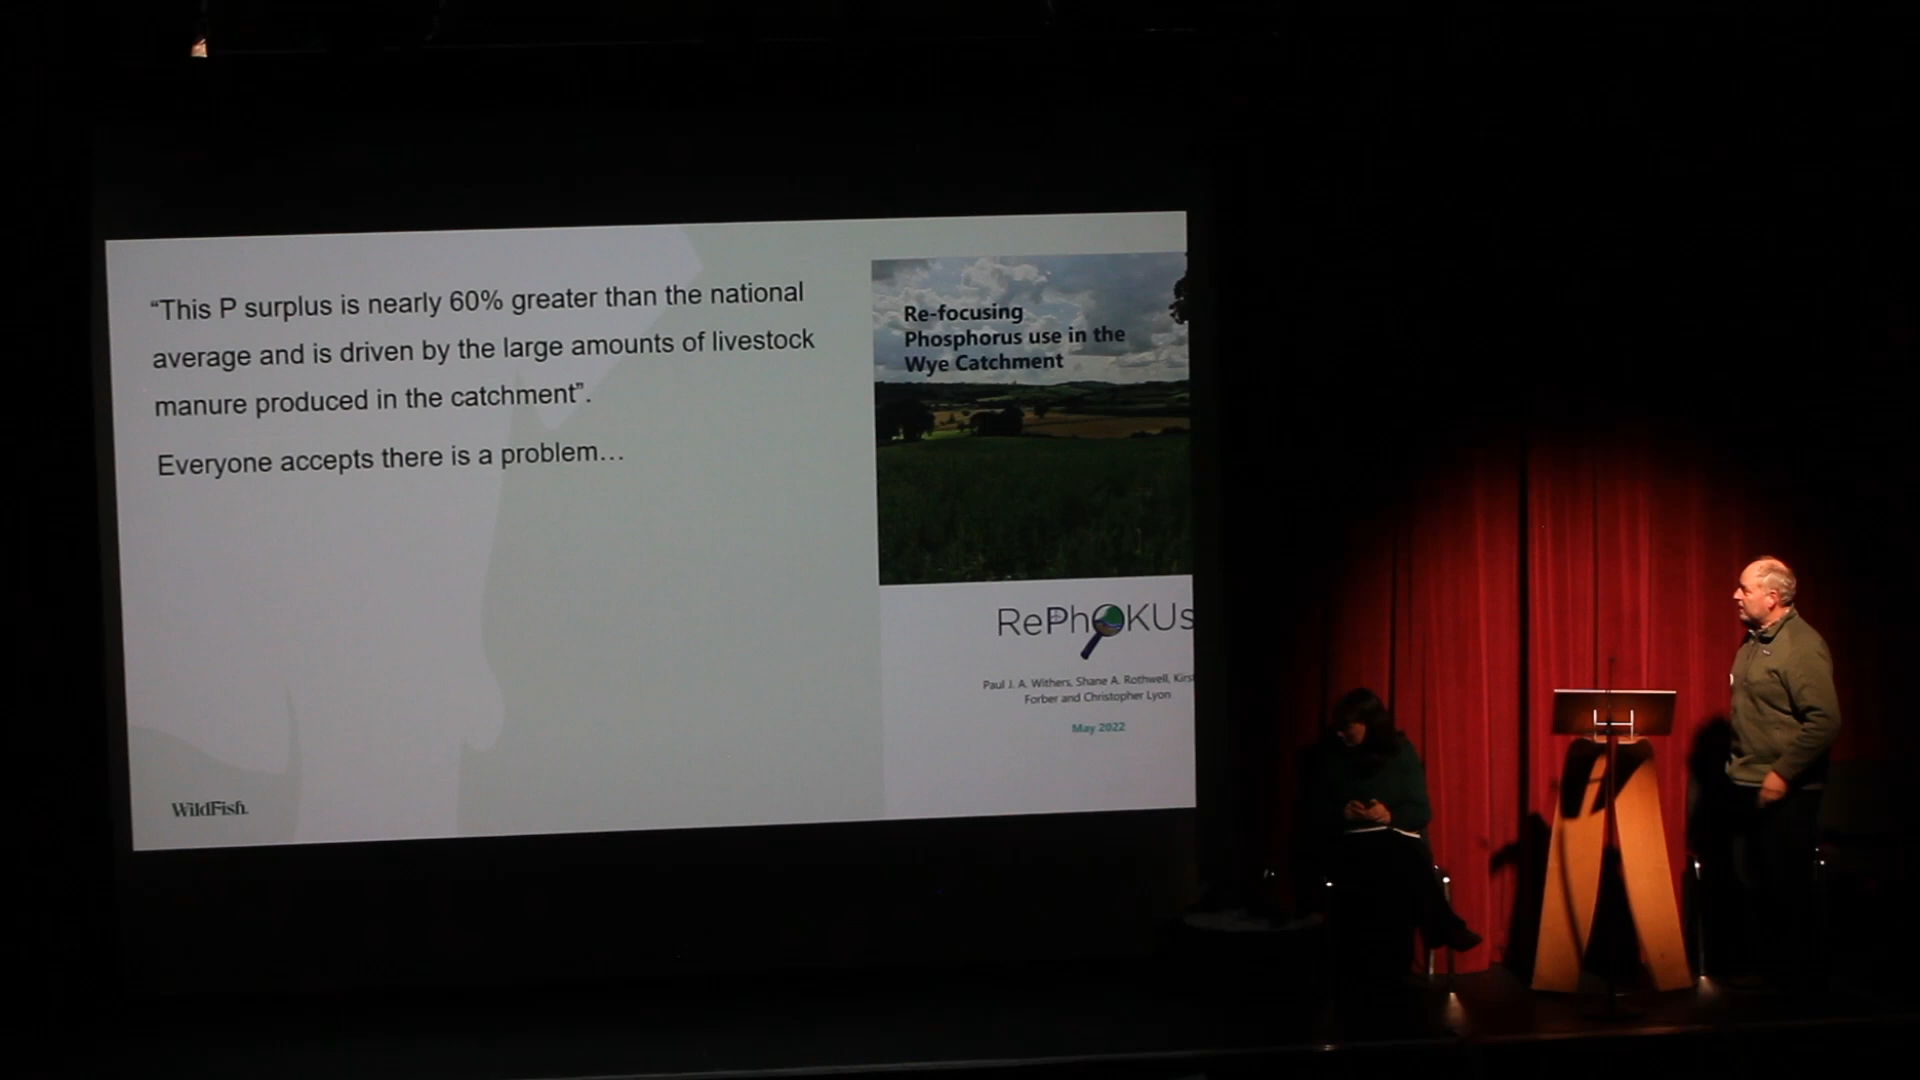 “This P surplus is nearly 60% greater than the national
average and is driven by the large amounts of livestock
manure produced in the catchment”.
Everyone accepts there is a problem…
WildFish.
Re-focusing
Phosphorus use in the
Wye Catchment
RePhOKUs
Paul J. A. Withers, Shane A. Rothwell, Kirs
Forber and Christopher Lyon
May 2022